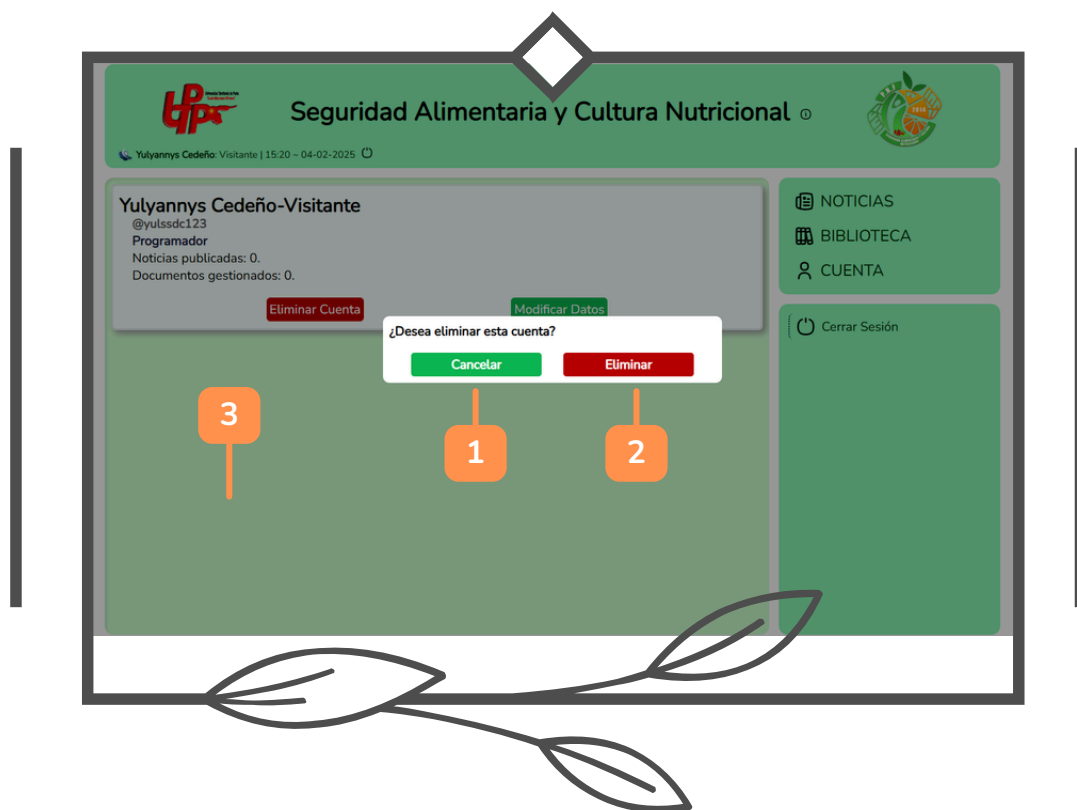 Seguridad Alimentaria y Cultura Nutricional
Yulyannys Cedeño: Visitante | 15:20 ~ 04-02-2025
Yulyannys Cedeño-Visitante
@yulssdc123
Programador
Noticias publicadas: 0.
Documentos gestionados: 0.
Eliminar Cuenta
Modificar Datos
¿Desea eliminar esta cuenta?
Cancelar
Eliminar
3
1
2
NOTICIAS
BIBLIOTECA
CUENTA
Cerrar Sesión